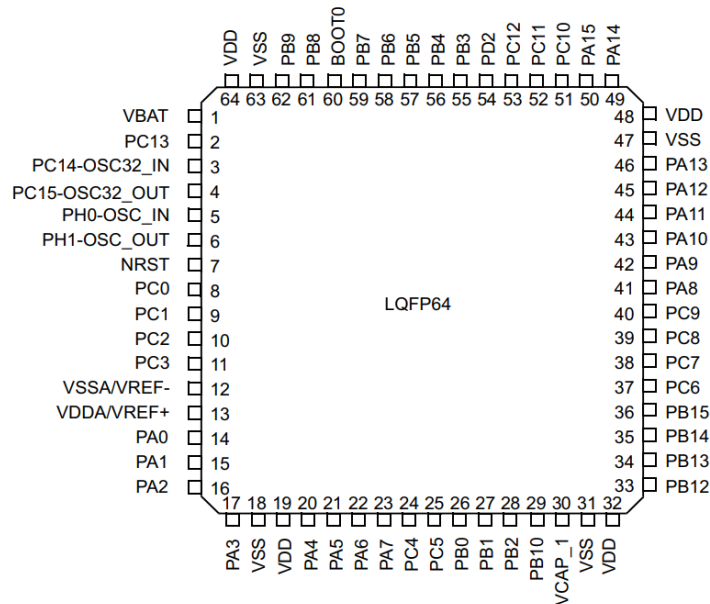 VDD
VSS
PB9
PB8
BOOT0
PB7
PB6
PB5
PB4
PB3
PD2
PC12
PC11
PC10
PA15
PA14
64 63 62 61 60 59 58 57 56 55 54 53 52 51 50 49
VBAT 1
PC13 2
PC14-OSC32_IN 3
PC15-OSC32_OUT 4
PH0-OSC_IN 5
PH1-OSC_OUT 6
NRST 7
PC0 8
PC1 9
PC2 10
PC3 11
VSSA/VREF- 12
VDDA/VREF+ 13
PA0 14
PA1 15
PA2 16
LQFP64
48 VDD
47 VSS
46 PA13
45 PA12
44 PA11
43 PA10
42 PA9
41 PA8
40 PC9
39 PC8
38 PC7
37 PC6
36 PB15
35 PB14
34 PB13
33 PB12
17 18 19 20 21 22 23 24 25 26 27 28 29 30 31 32
PA3
VSS
VDD
PA4
PA5
PA6
PA7
PC4
PC5
PB0
PB1
PB2
PB10
VCAP_1
VSS
VDD